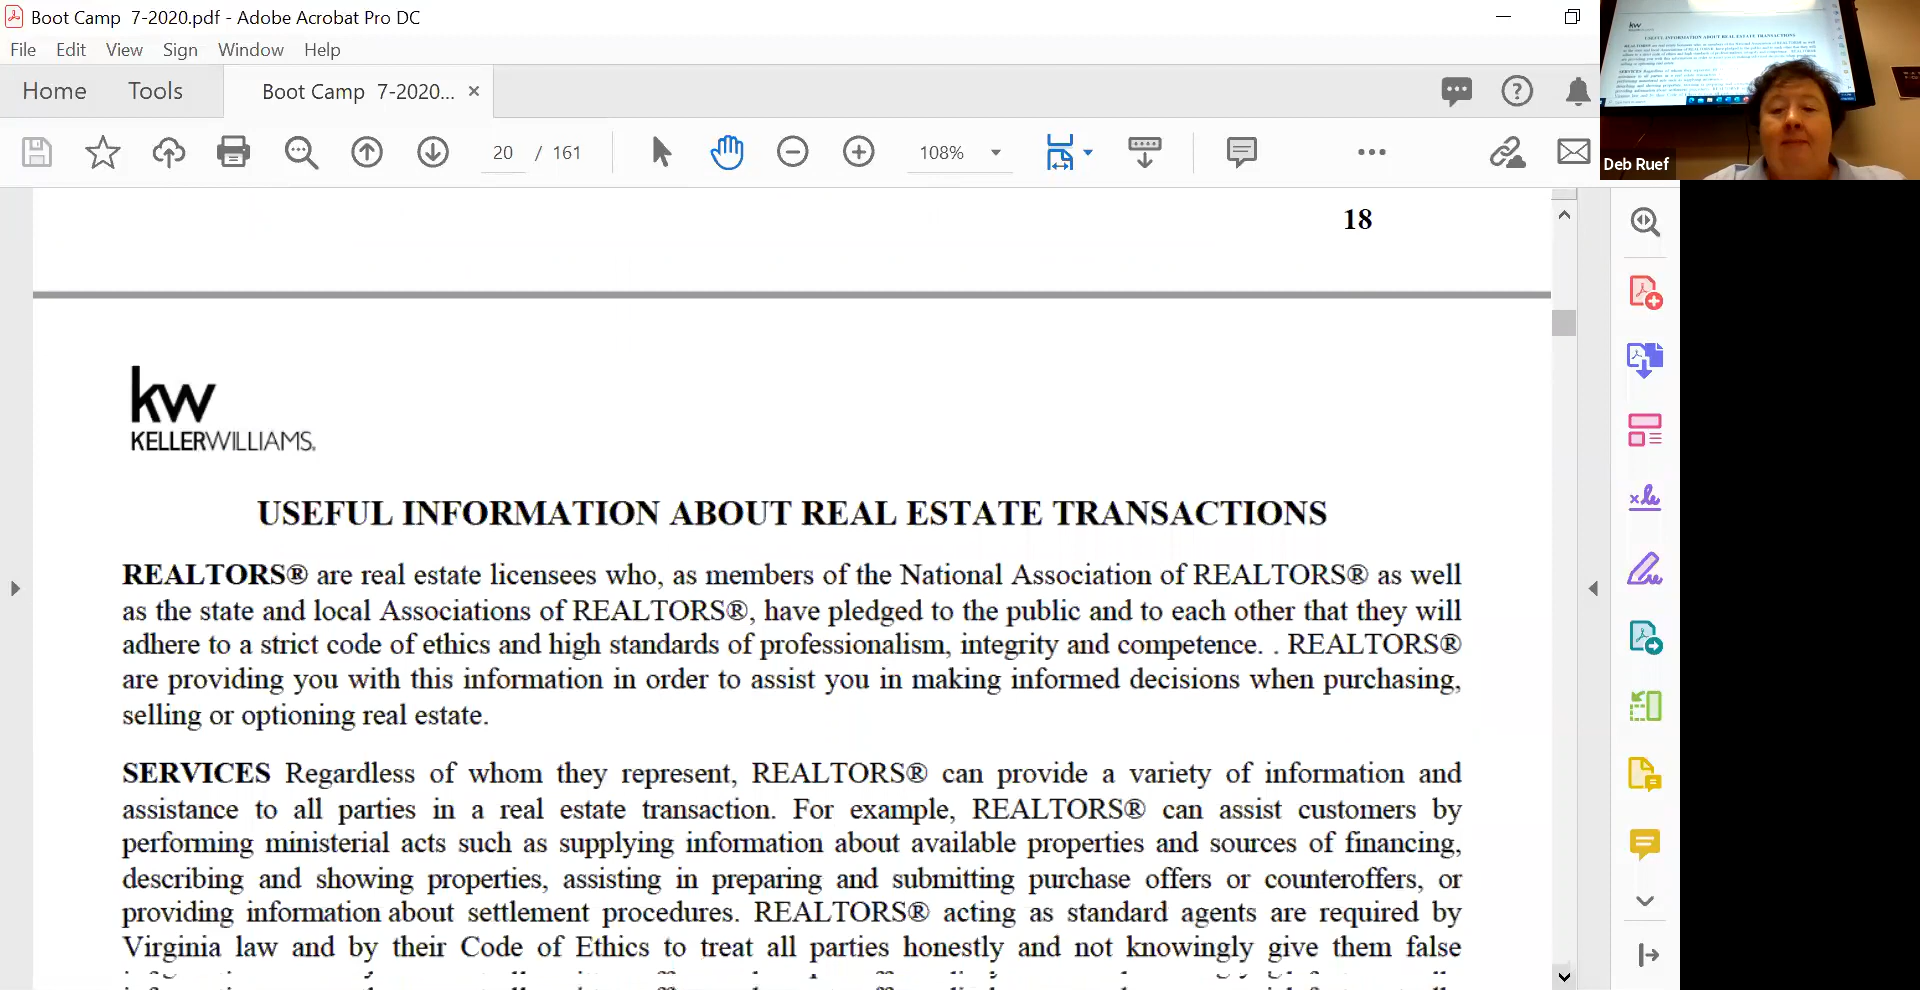 Boot Camp 7-2020.pdf - Adobe Acrobat Pro DC
File Edit View Sign Window Help
Home Tools Boot Camp 7-2020... ×
20 / 161 108%
Deb Ruef
18
kw
KELLERWILLIAMS.
USEFUL INFORMATION ABOUT REAL ESTATE TRANSACTIONS
REALTORS® are real estate licensees who, as members of the National Association of REALTORS® as well
as the state and local Associations of REALTORS®, have pledged to the public and to each other that they will
adhere to a strict code of ethics and high standards of professionalism, integrity and competence. . REALTORS®
are providing you with this information in order to assist you in making informed decisions when purchasing,
selling or optioning real estate.
SERVICES Regardless of whom they represent, REALTORS® can provide a variety of information and
assistance to all parties in a real estate transaction. For example, REALTORS® can assist customers by
performing ministerial acts such as supplying information about available properties and sources of financing,
describing and showing properties, assisting in preparing and submitting purchase offers or counteroffers, or
providing information about settlement procedures. REALTORS® acting as standard agents are required by
Virginia law and by their Code of Ethics to treat all parties honestly and not knowingly give them false